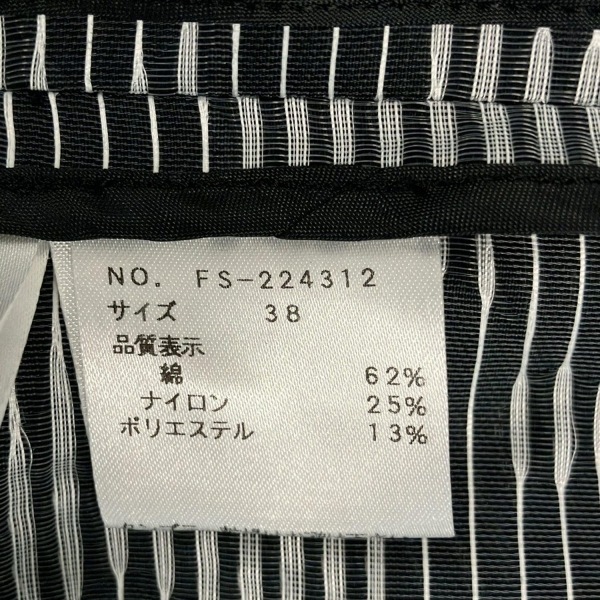 NO. FS-224312
サイズ 38
品質表示
綿 62%
ナイロン 25%
ポリエステル 13%